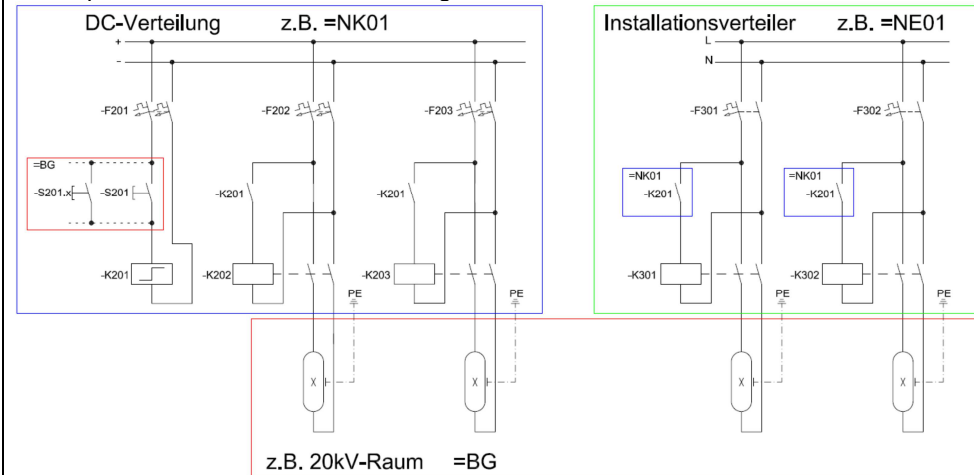 DC-Verteilung z.B. =NK01
Installationsverteiler z.B. =NE01
+
-
L
N
-F201
-F202
-F203
-F301
-F302
=BG
-S201.x
-S201
-K201
-K201
=NK01
-K201
=NK01
-K201
-K201
-K202
-K203
-K301
-K302
PE
PE
PE
PE
X
X
X
X
z.B. 20kV-Raum =BG